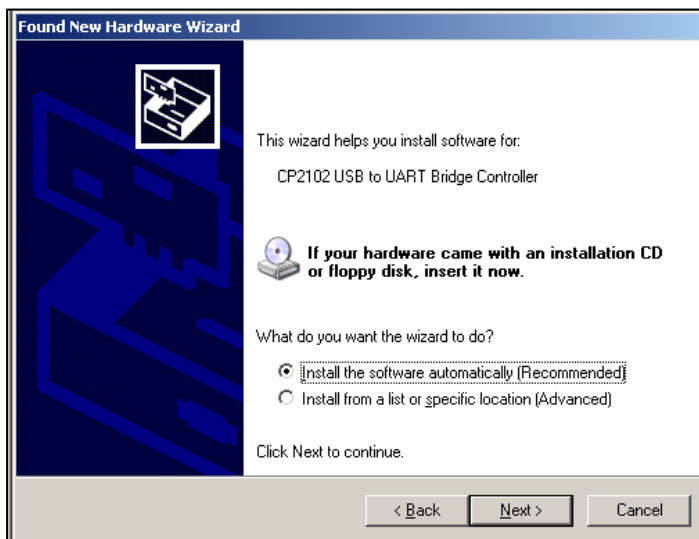 Found New Hardware Wizard
This wizard helps you install software for:
CP2102 USB to UART Bridge Controller
If your hardware came with an installation CD
or floppy disk, insert it now.
What do you want the wizard to do?
Install the software automatically (Recommended)
Install from a list or specific location (Advanced)
Click Next to continue.
< Back Next > Cancel